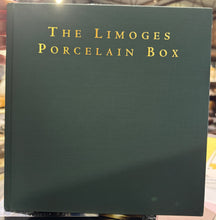 The Limoges
Porcelain Box